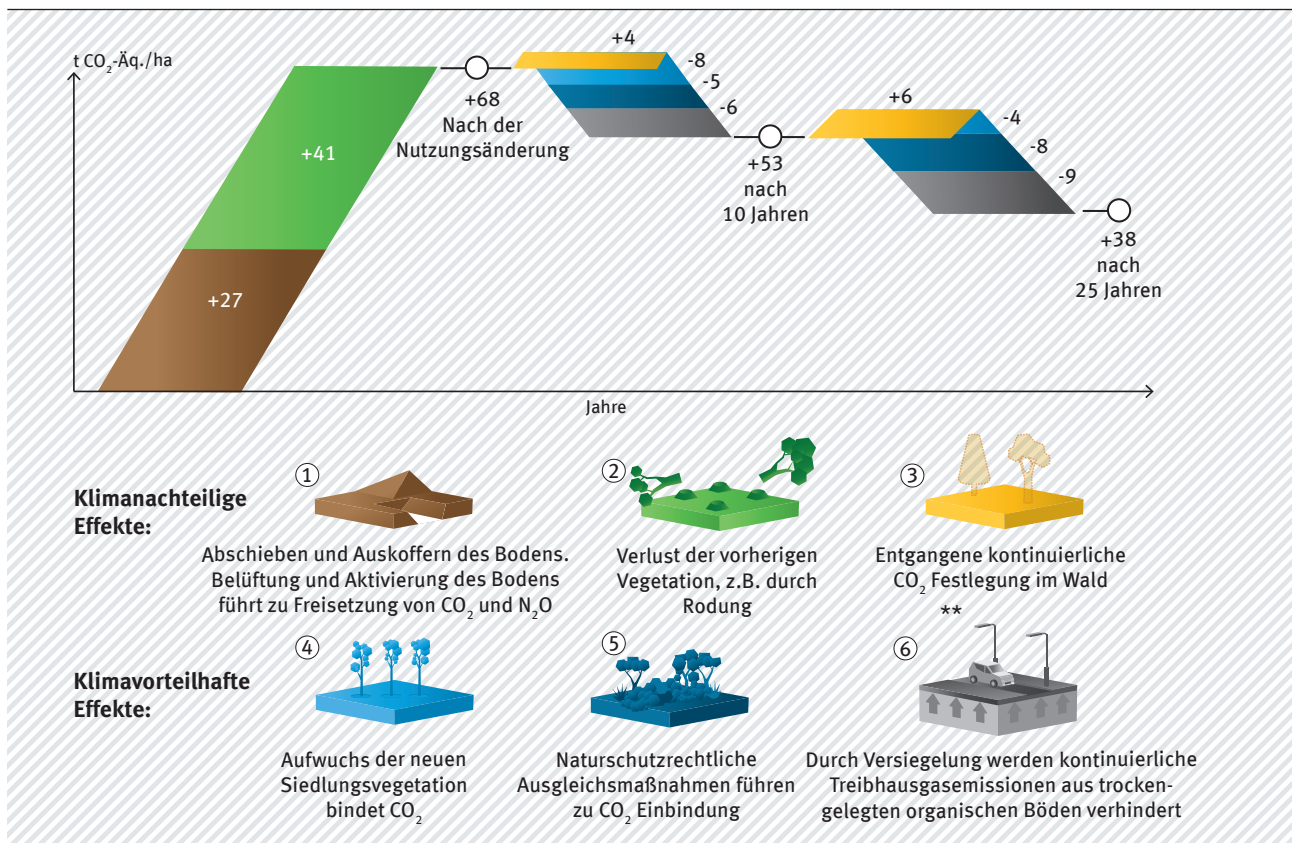 t CO₂-Äq./ha
+41
+27
+68
Nach der
Nutzungsänderung
+4
-8
-5
-6
+53
nach
10 Jahren
+6
-4
-8
-9
+38
nach
25 Jahren
Jahre
Klimanachteilige
Effekte:
①
Abschieben und Auskoffern des Bodens.
Belüftung und Aktivierung des Bodens
führt zu Freisetzung von CO₂ und N₂O
②
Verlust der vorherigen
Vegetation, z.B. durch
Rodung
③
Entgangene kontinuierliche
CO₂ Festlegung im Wald
**
Klimavorteilhafte
Effekte:
④
Aufwuchs der neuen
Siedlungsvegetation
bindet CO₂
⑤
Naturschutzrechtliche
Ausgleichsmaßnahmen führen
zu CO₂ Einbindung
⑥
Durch Versiegelung werden kontinuierliche
Treibhausgasemissionen aus trocken-
gelegten organischen Böden verhindert